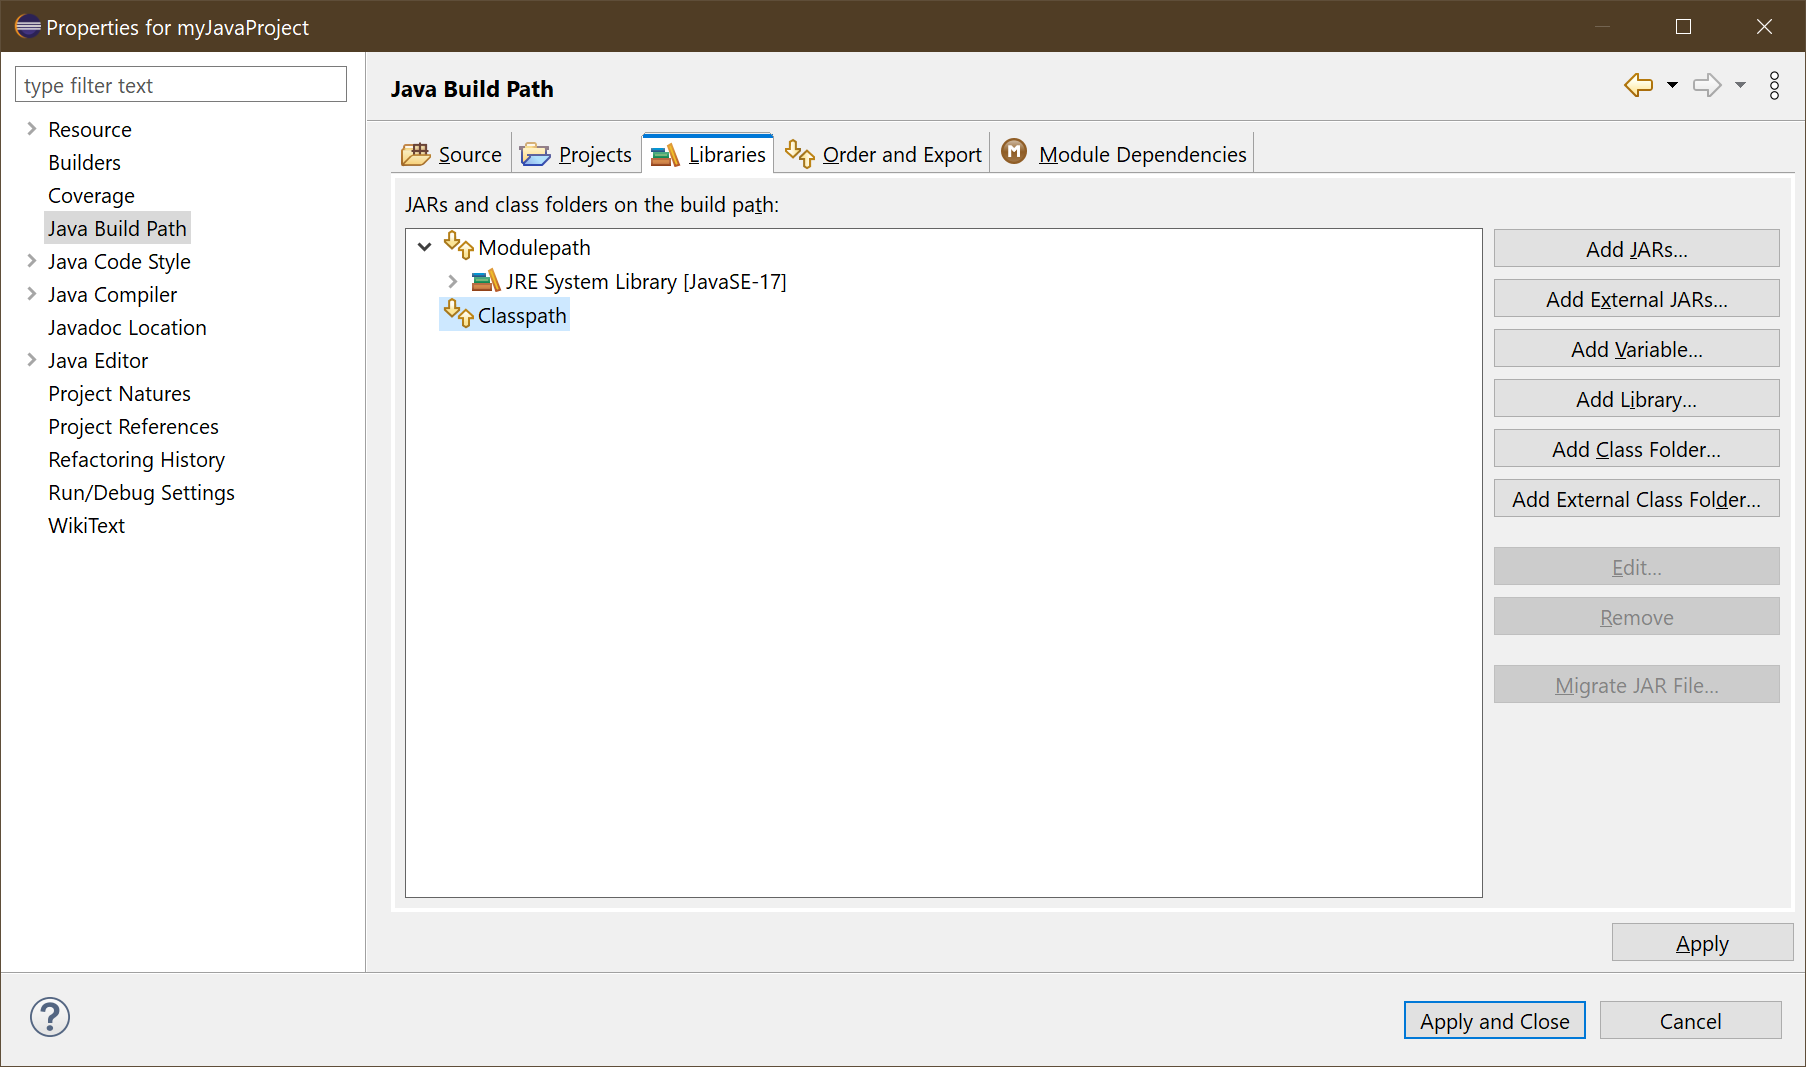 Properties for myJavaProject
type filter text
Resource
Builders
Coverage
Java Build Path
Java Code Style
Java Compiler
Javadoc Location
Java Editor
Project Natures
Project References
Refactoring History
Run/Debug Settings
WikiText
Java Build Path
Source
Projects
Libraries
Order and Export
M
Module Dependencies
JARs and class folders on the build path:
Modulepath
JRE System Library [JavaSE-17]
Classpath
Add JARs...
Add External JARs...
Add Variable...
Add Library...
Add Class Folder...
Add External Class Folder...
Edit...
Remove
Migrate JAR File...
Apply
?
Apply and Close
Cancel